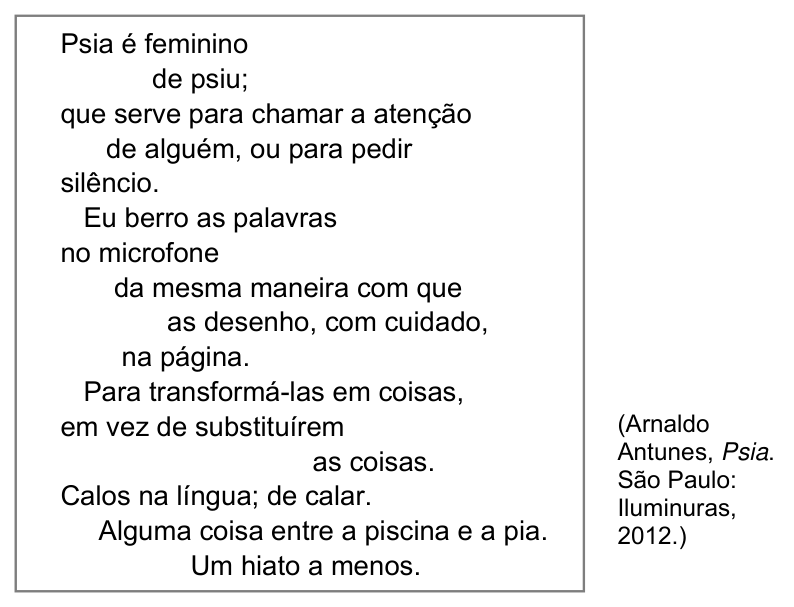 Psia é feminino
de psiu;
que serve para chamar a atenção
de alguém, ou para pedir
silêncio.
Eu berro as palavras
no microfone
da mesma maneira com que
as desenho, com cuidado,
na página.
Para transformá-las em coisas,
em vez de substituírem
as coisas.
Calos na língua; de calar.
Alguma coisa entre a piscina e a pia.
Um hiato a menos.
(Arnaldo
Antunes, Psia.
São Paulo:
Iluminuras,
2012.)